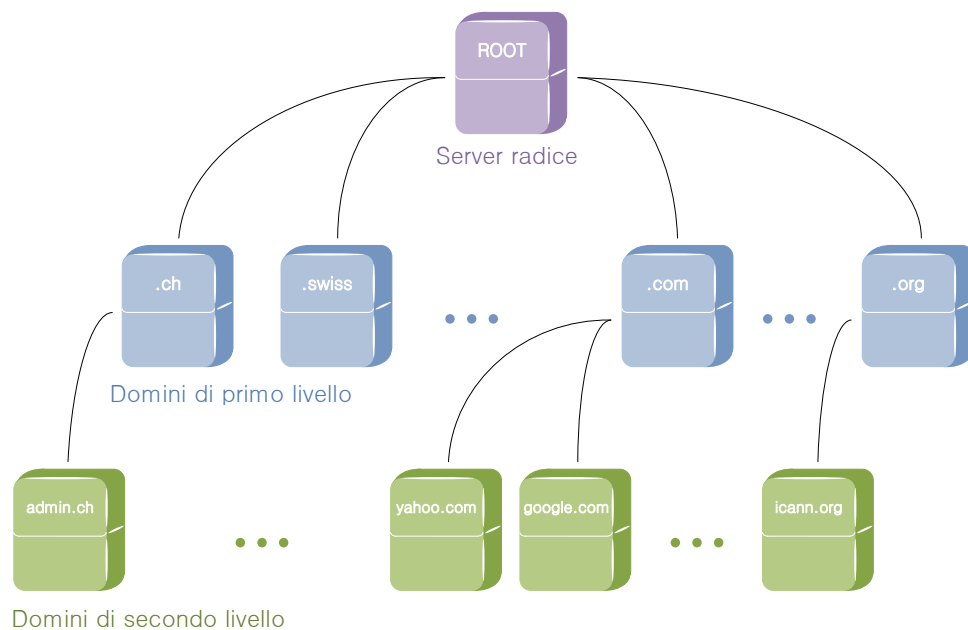 ROOT
Server radice
.ch
.swiss
.com
.org
Domini di primo livello
admin.ch
yahoo.com
google.com
icann.org
Domini di secondo livello